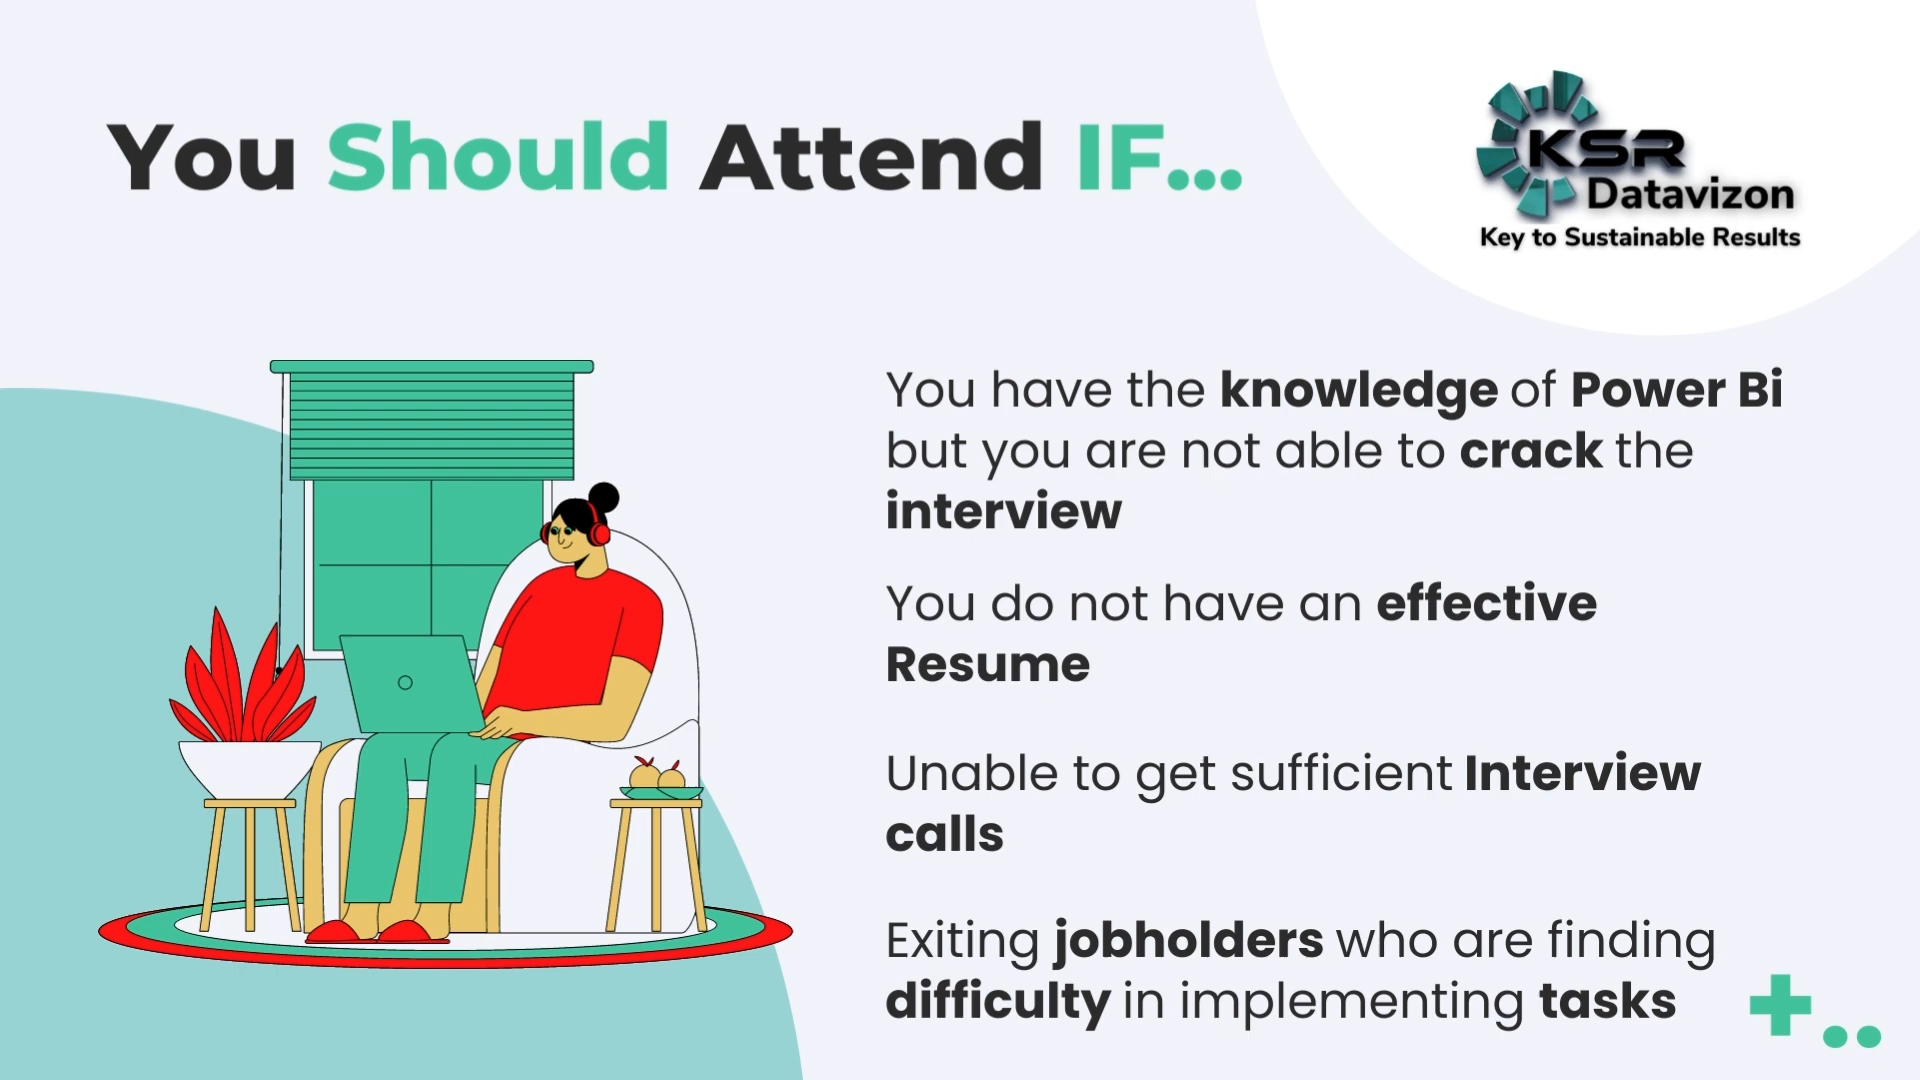 You Should Attend IF...
KSR
Datavizon
Key to Sustainable Results
You have the knowledge of Power Bi
but you are not able to crack the
interview
You do not have an effective
Resume
Unable to get sufficient Interview
calls
Exiting jobholders who are finding
difficulty in implementing tasks